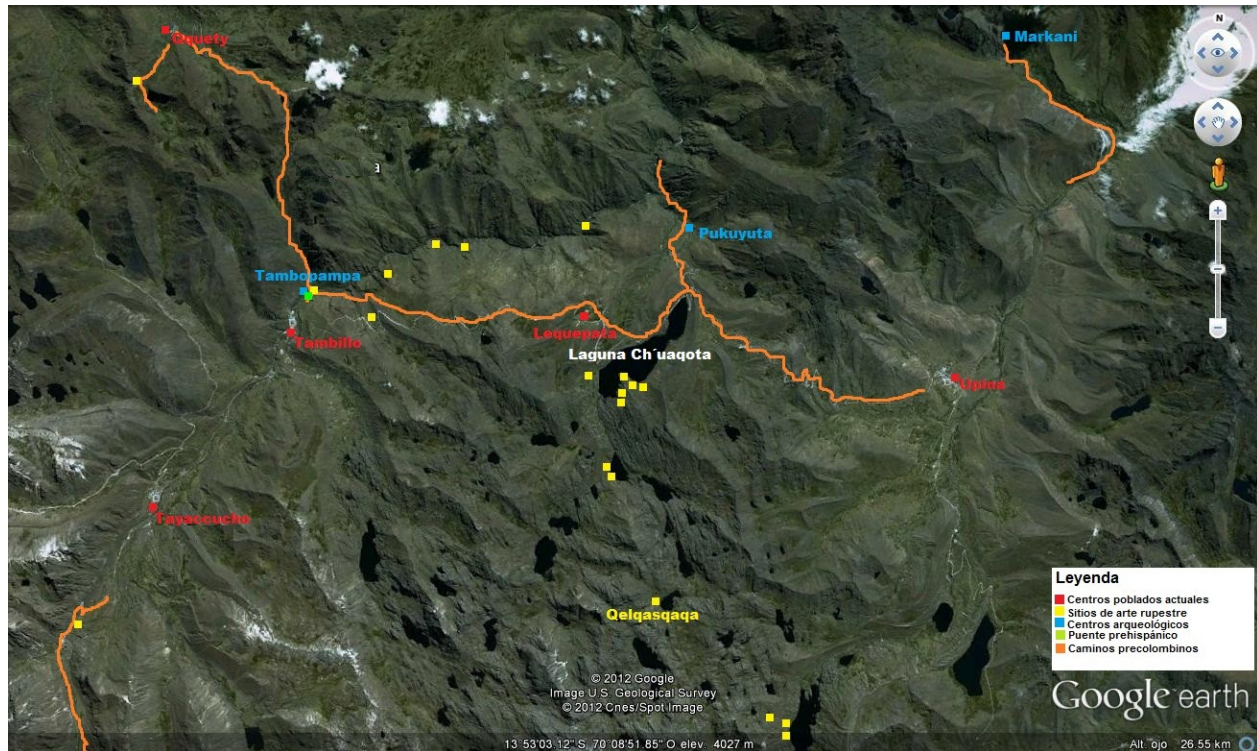 N
Qquefy
Markani
Pukuyuta
Tambopampa
Tambillo
Lequepata
Laguna Ch´uaqota
Upina
Tayaccucho
Qelqasqaqa
Leyenda
Centros poblados actuales
Sitios de arte rupestre
Centros arqueológicos
Puente prehispánico
Caminos precolombinos
© 2012 Google
Image U.S. Geological Survey
© 2012 Cnes/Spot Image
Google earth
13°53'03.12" S 70°08'51.85" O elev 4027 m
Alt. ojo 26.55 km